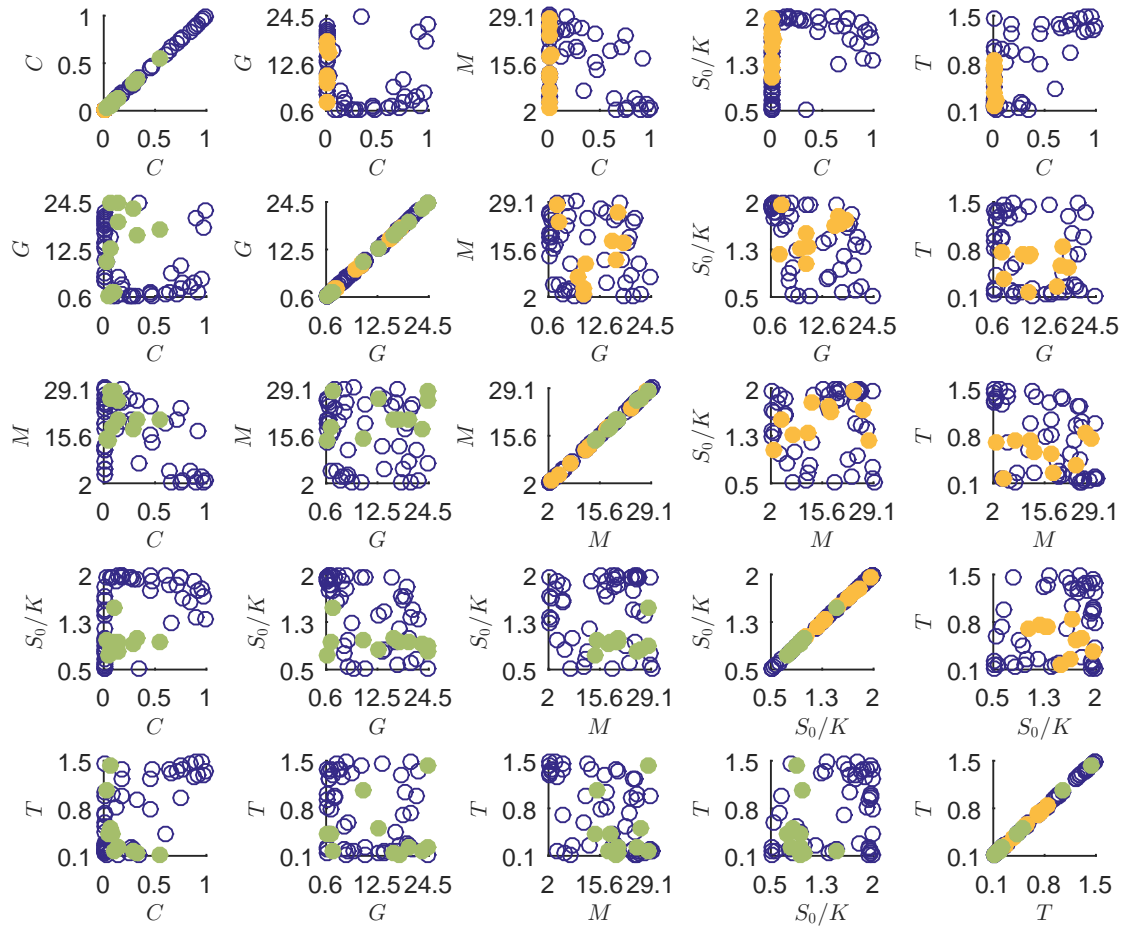 C 1 0.5 0 0 0.5 1 C
G 24.5 12.6 0.6 0 0.5 1 C
M 29.1 15.6 2 0 0.5 1 C
S₀/K 2 1.3 0.5 0 0.5 1 C
T 1.5 0.8 0.1 0 0.5 1 C
G 24.5 12.5 0.6 0 0.5 1 C
G 24.5 12.5 0.6 0.6 12.5 24.5 G
M 29.1 15.6 2 0.6 12.6 24.5 G
S₀/K 2 1.3 0.5 0.6 12.6 24.5 G
T 1.5 0.8 0.1 0.6 12.6 24.5 G
M 29.1 15.6 2 0 0.5 1 C
M 29.1 15.6 2 0.6 12.5 24.5 G
M 29.1 15.6 2 2 15.6 29.1 M
S₀/K 2 1.3 0.5 2 15.6 29.1 M
T 1.5 0.8 0.1 2 15.6 29.1 M
S₀/K 2 1.3 0.5 0 0.5 1 C
S₀/K 2 1.3 0.5 0.6 12.5 24.5 G
S₀/K 2 1.3 0.5 2 15.6 29.1 M
S₀/K 2 1.3 0.5 0.5 1.3 2 S₀/K
T 1.5 0.8 0.1 0.5 1.3 2 S₀/K
T 1.5 0.8 0.1 0 0.5 1 C
T 1.5 0.8 0.1 0.6 12.5 24.5 G
T 1.5 0.8 0.1 2 15.6 29.1 M
T 1.5 0.8 0.1 0.5 1.3 2 S₀/K
T 1.5 0.8 0.1 0.1 0.8 1.5 T